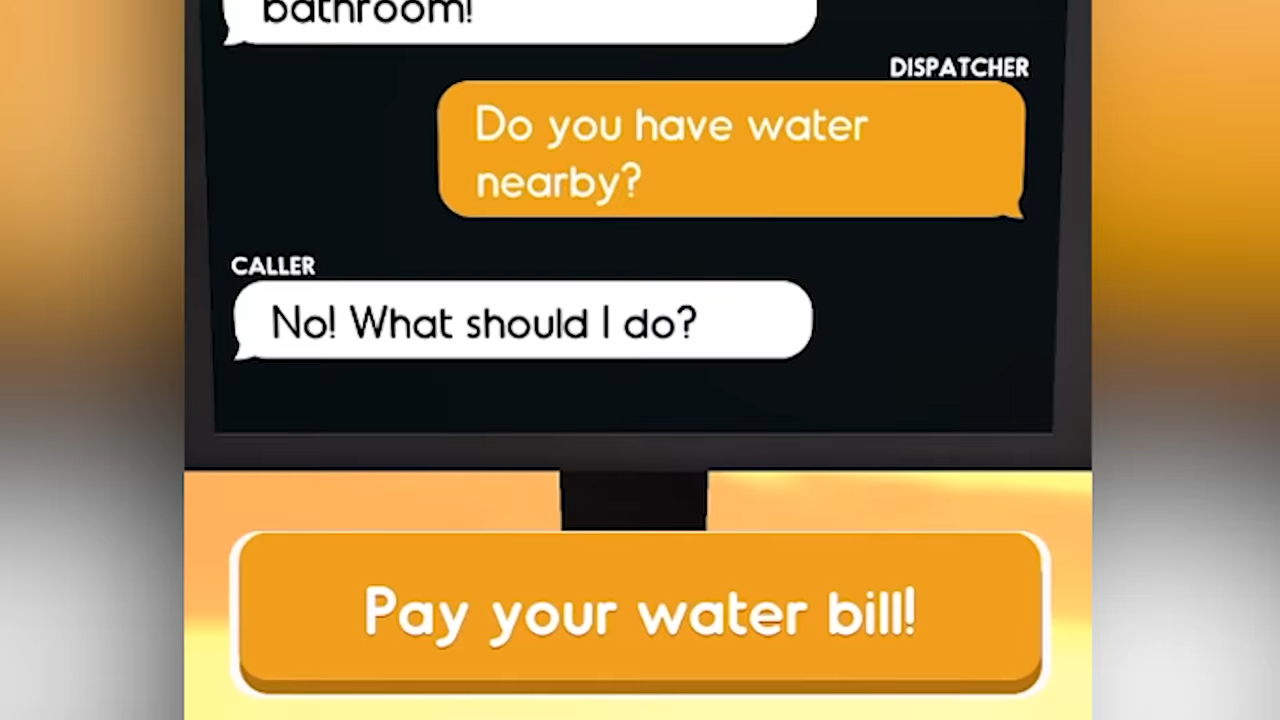 bathroom!
DISPATCHER
Do you have water
nearby?
CALLER
No! What should I do?
Pay your water bill!